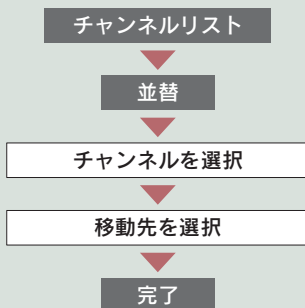 チャンネルリスト
並替
チャンネルを選択
移動先を選択
完了